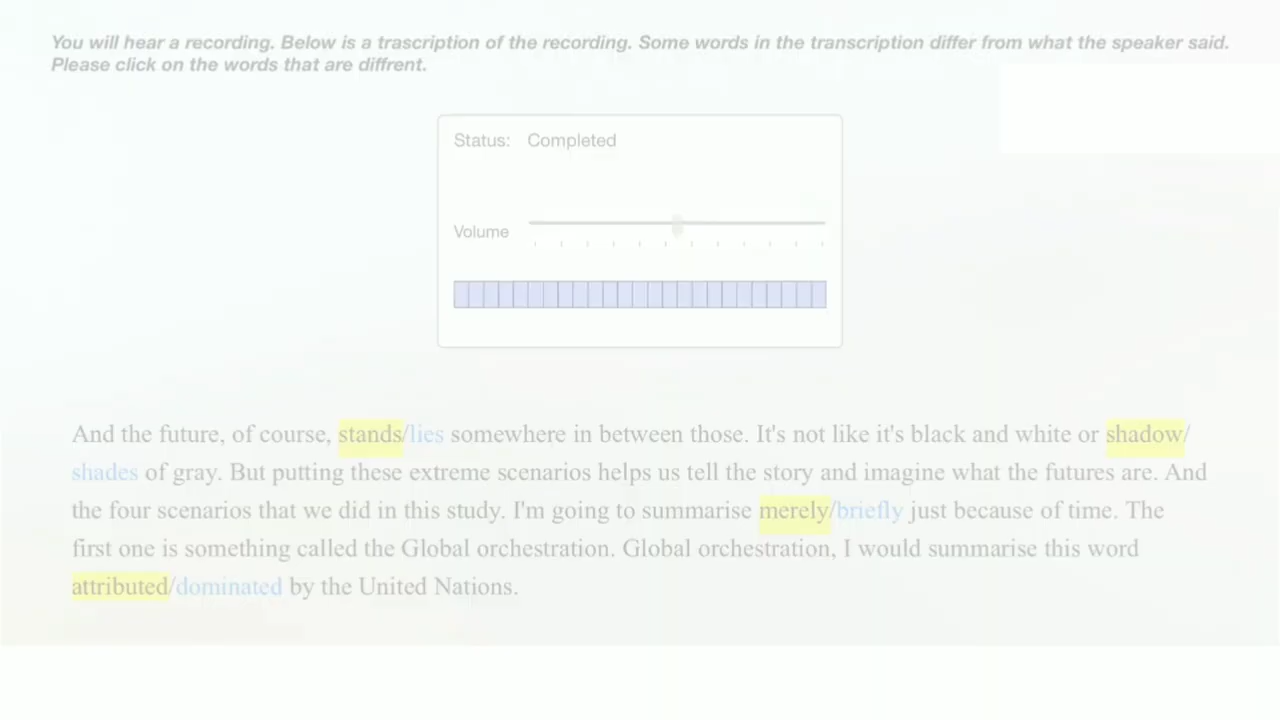 You will hear a recording. Below is a trascription of the recording. Some words in the transcription differ from what the speaker said.
Please click on the words that are diffrent.
Status: Completed
Volume
And the future, of course, stands/lies somewhere in between those. It's not like it's black and white or shadow/
shades of gray. But putting these extreme scenarios helps us tell the story and imagine what the futures are. And
the four scenarios that we did in this study. I'm going to summarise merely/briefly just because of time. The
first one is something called the Global orchestration. Global orchestration, I would summarise this word
attributed/dominated by the United Nations.